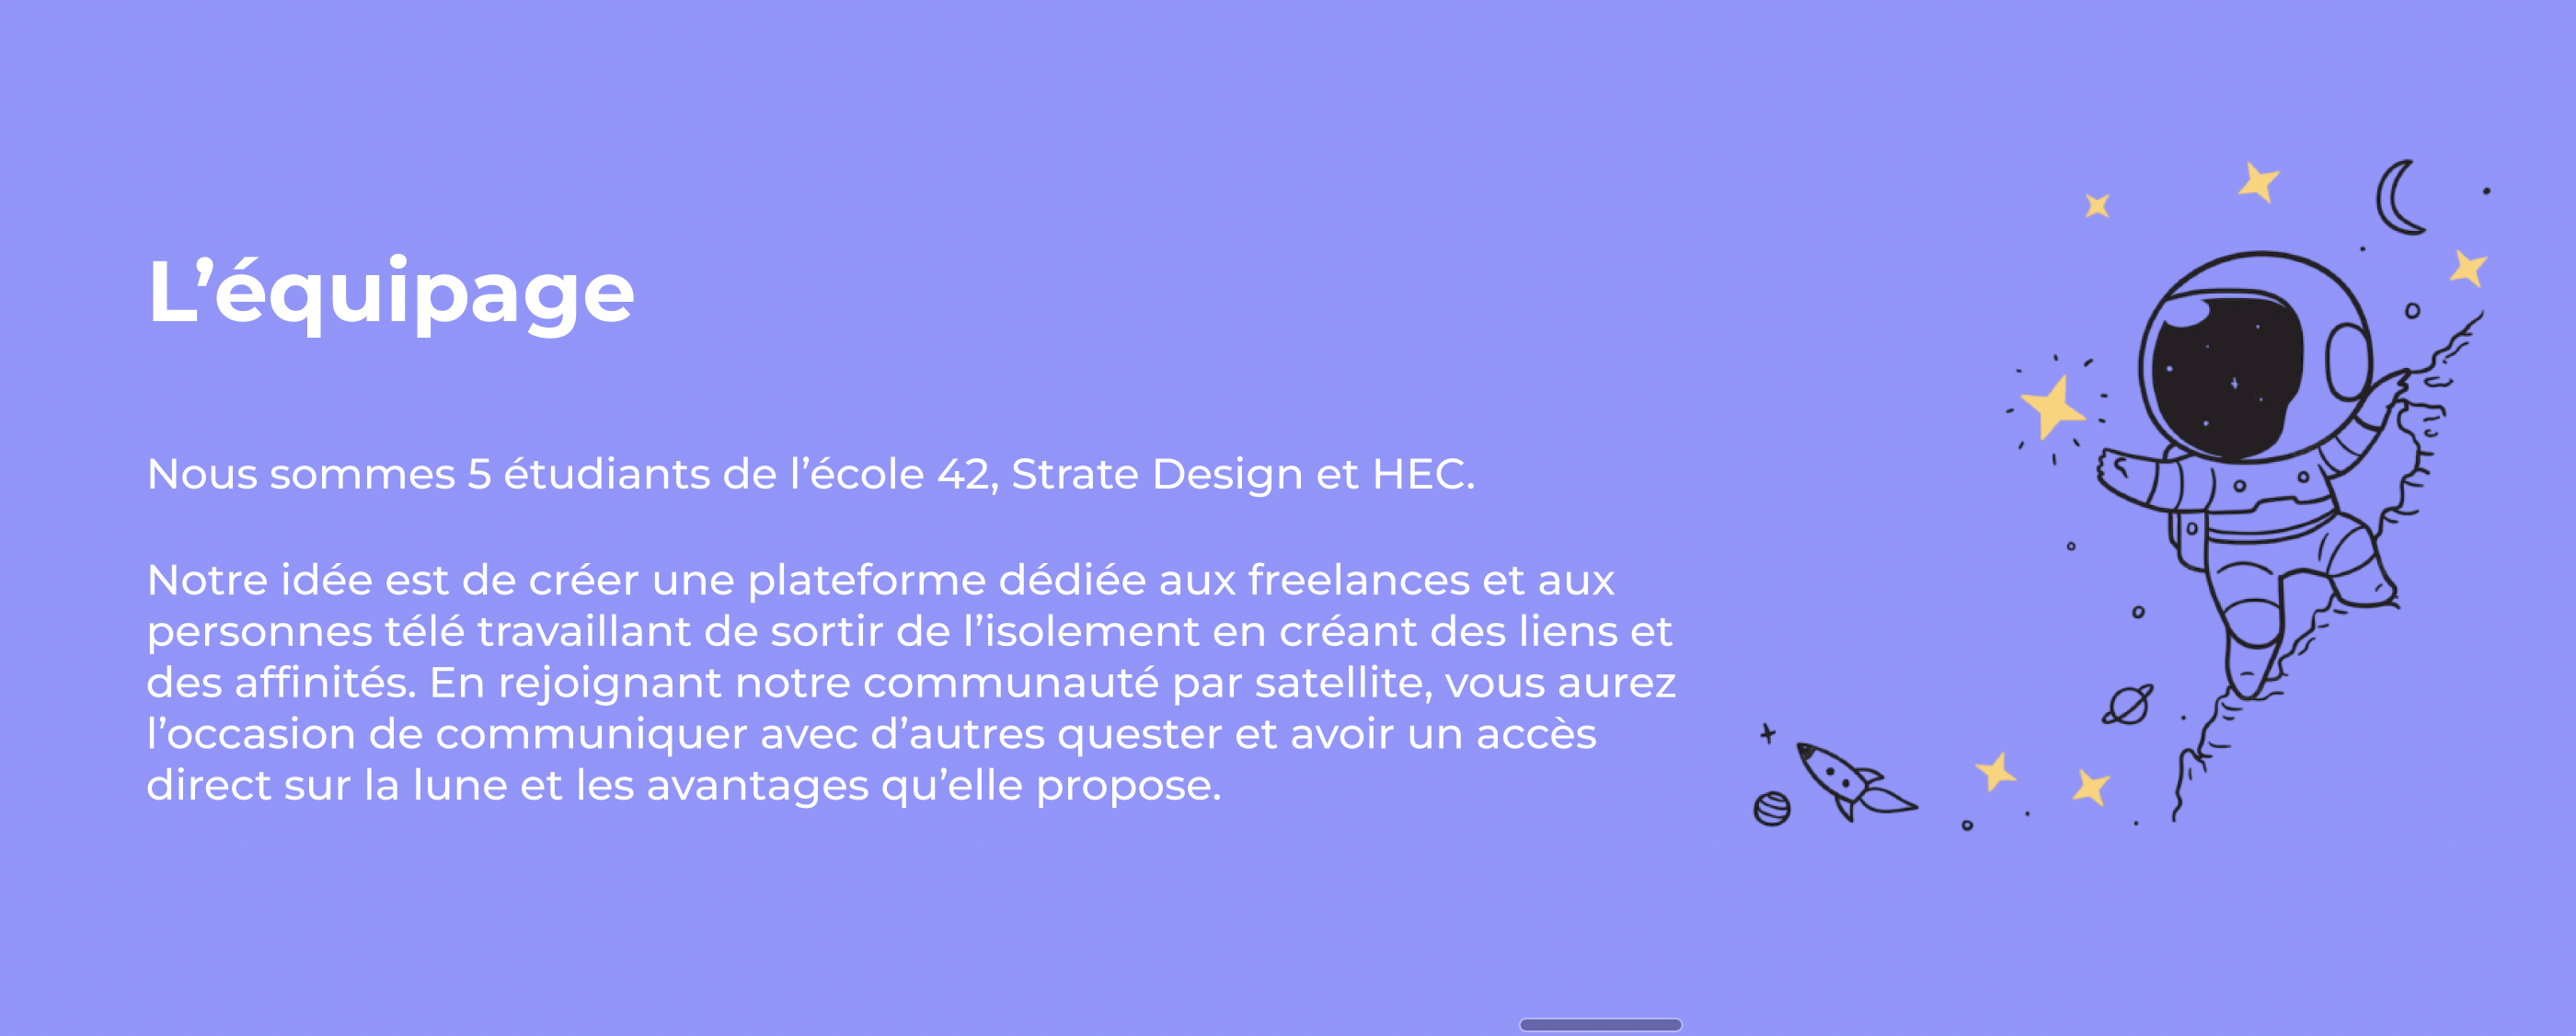 L’équipage
Nous sommes 5 étudiants de l’école 42, Strate Design et HEC.
Notre idée est de créer une plateforme dédiée aux freelances et aux
personnes télé travaillant de sortir de l’isolement en créant des liens et
des affinités. En rejoignant notre communauté par satellite, vous aurez
l’occasion de communiquer avec d’autres quester et avoir un accès
direct sur la lune et les avantages qu’elle propose.